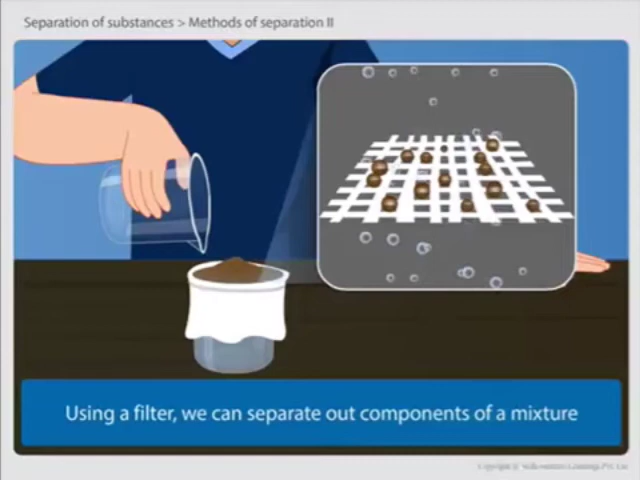 Separation of substances > Methods of separation II
Using a filter, we can separate out components of a mixture